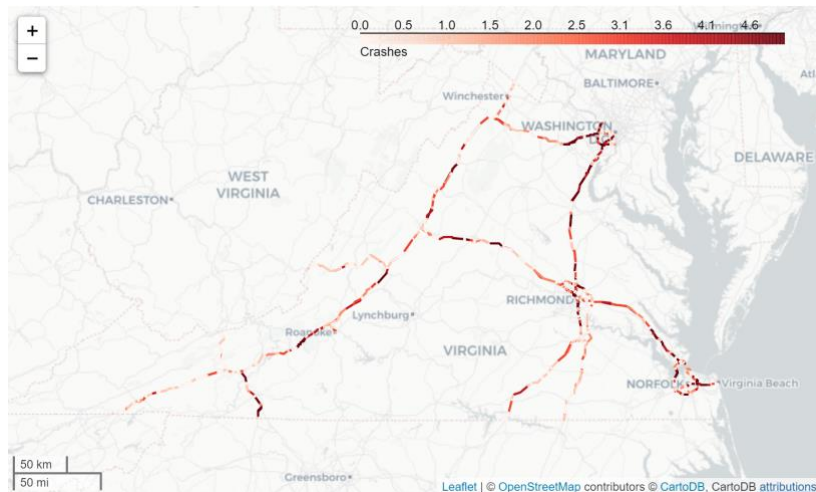 +
−
0.0 0.5 1.5 2.0 2.5 3.1 3.6 4.1 4.6
Crashes
Wilmington
MARYLAND
BALTIMORE
Winchester
WASHINGTON
DELAWARE
WEST
VIRGINIA
CHARLESTON
RICHMOND
Lynchburg
Roanoke
VIRGINIA
NORFOLK
Virginia Beach
50 km
50 mi
Greensboro
Leaflet | © OpenStreetMap contributors © CartoDB, CartoDB attributions